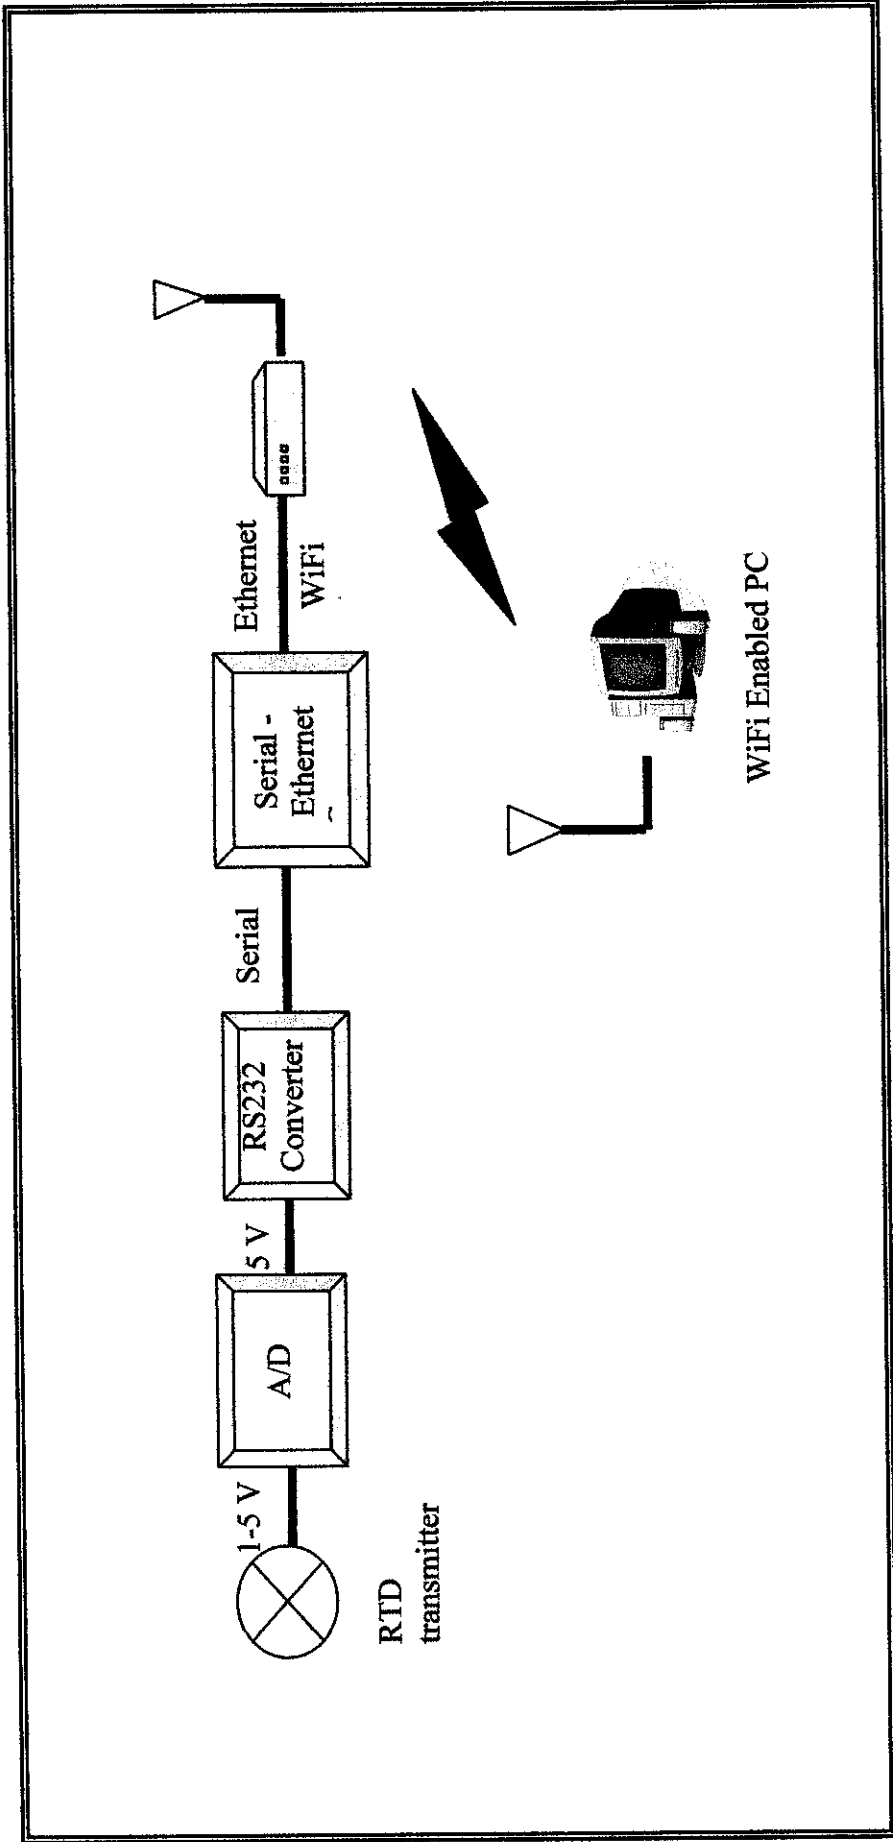 1-5 V
RTD
transmitter
A/D
5 V
RS232
Converter
Serial
Serial -
Ethernet
~
Ethernet
WiFi
WiFi Enabled PC